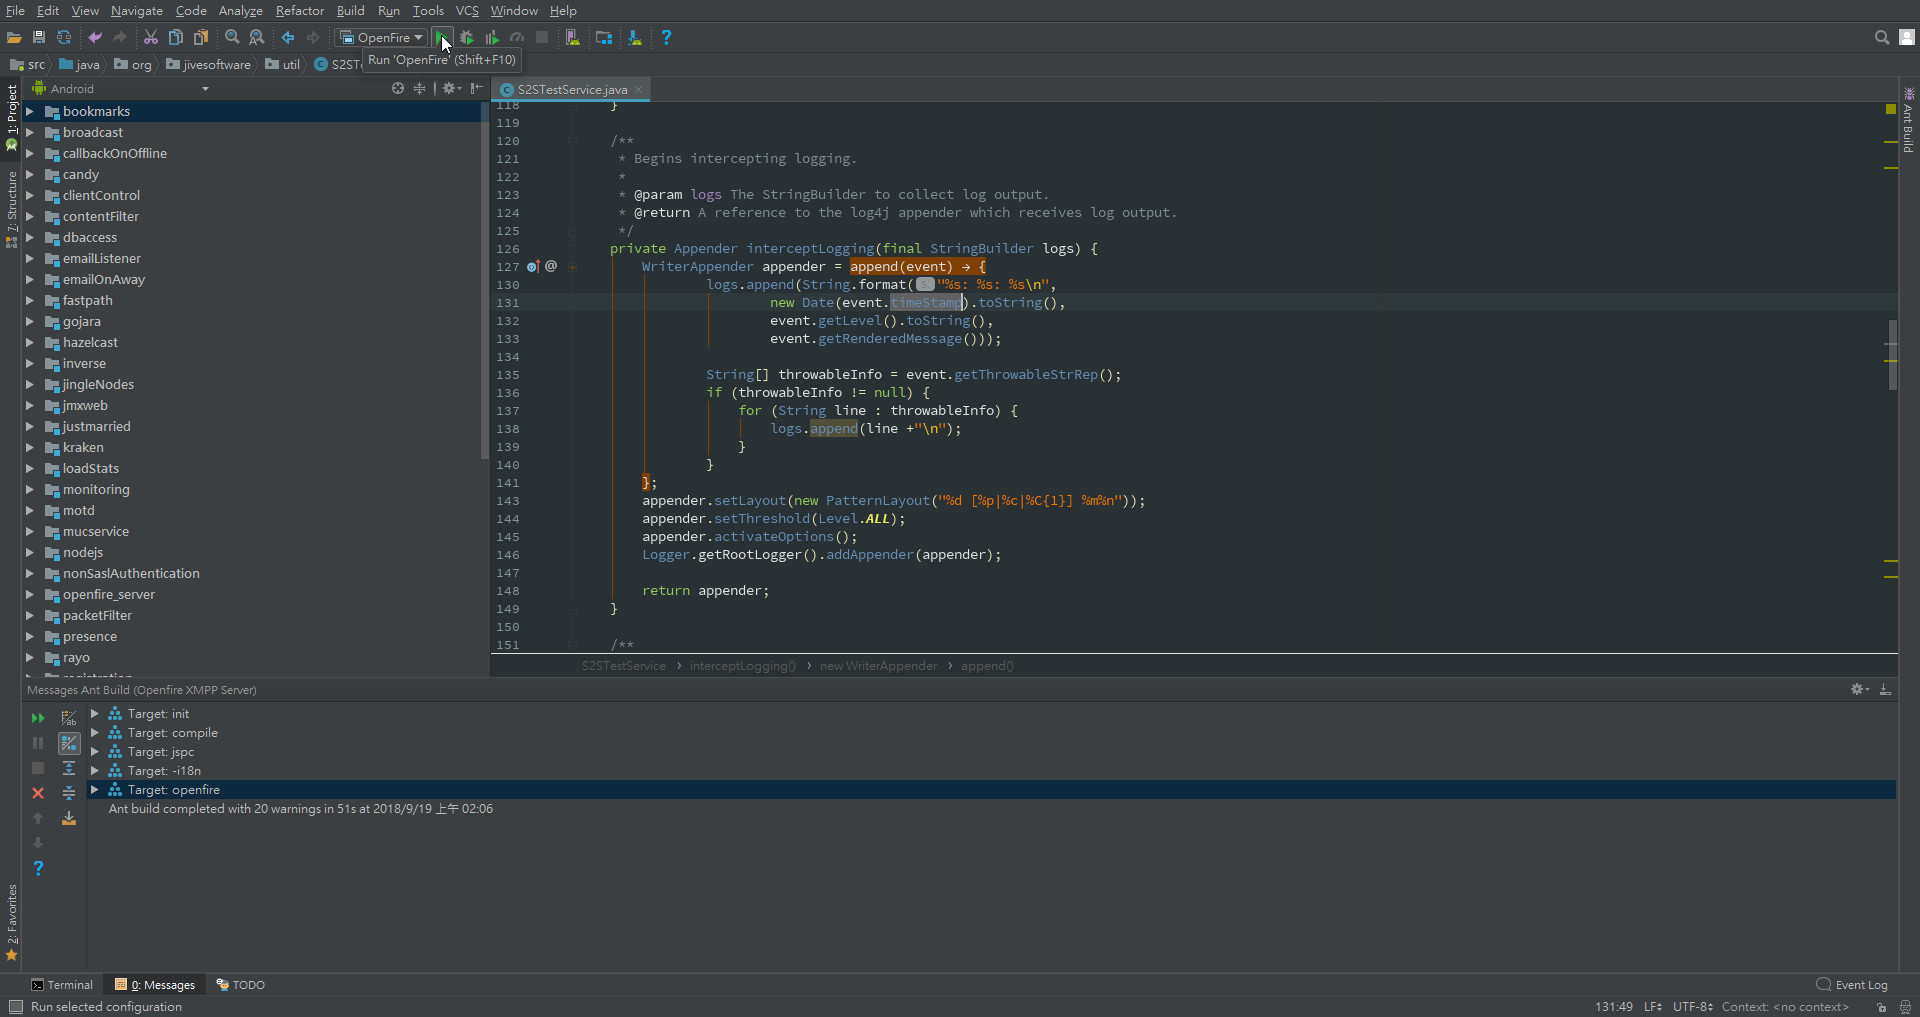 File Edit View Navigate Code Analyze Refactor Build Run Tools VCS Window Help
OpenFire
Run 'OpenFire' (Shift+F10)
src java org jivesoftware util S2STe
1: Project
Z: Structure
2: Favorites
Android
bookmarks
broadcast
callbackOnOffline
candy
clientControl
contentFilter
dbaccess
emailListener
emailOnAway
fastpath
gojara
hazelcast
inverse
jingleNodes
jmxweb
justmarried
kraken
loadStats
monitoring
motd
mucservice
nodejs
nonSaslAuthentication
openfire_server
packetFilter
presence
rayo
registration
S2STestService.java
118 }
119
120 /**
121 * Begins intercepting logging.
122 *
123 * @param logs The StringBuilder to collect log output.
124 * @return A reference to the log4j appender which receives log output.
125 */
126 private Appender interceptLogging(final StringBuilder logs) {
127 @ WriterAppender appender = append(event) → {
130 logs.append(String.format( s: "%s: %s: %s\n",
131 new Date(event.timeStamp).toString(),
132 event.getLevel().toString(),
133 event.getRenderedMessage()));
134
135 String[] throwableInfo = event.getThrowableStrRep();
136 if (throwableInfo != null) {
137 for (String line : throwableInfo) {
138 logs.append(line +"\n");
139 }
140 }
141 };
143 appender.setLayout(new PatternLayout("%d [%p|%c|%C{1}] %m%n"));
144 appender.setThreshold(Level.ALL);
145 appender.activateOptions();
146 Logger.getRootLogger().addAppender(appender);
147
148 return appender;
149 }
150
151 /**
S2STestService › interceptLogging() › new WriterAppender › append()
Ant Build
Messages Ant Build (Openfire XMPP Server)
Target: init
Target: compile
Target: jspc
Target: -i18n
Target: openfire
Ant build completed with 20 warnings in 51s at 2018/9/19 上午 02:06
Terminal 0: Messages TODO Event Log
Run selected configuration 131:49 LF UTF-8 Context: <no context>